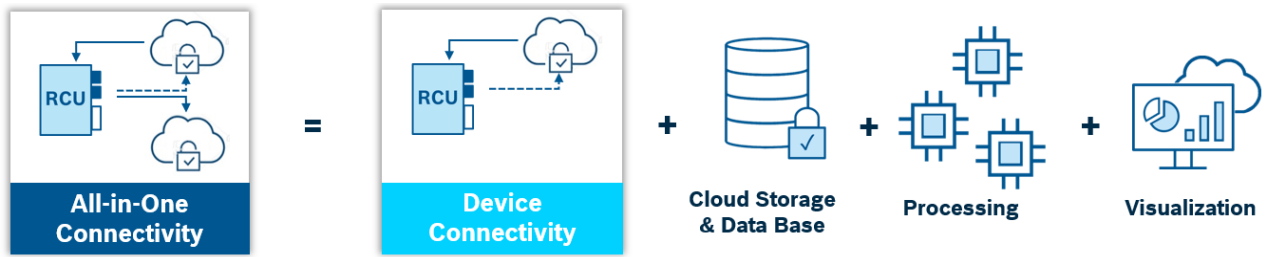 RCU
All-in-One
Connectivity
=
RCU
Device
Connectivity
+
Cloud Storage
& Data Base
+
Processing
+
Visualization